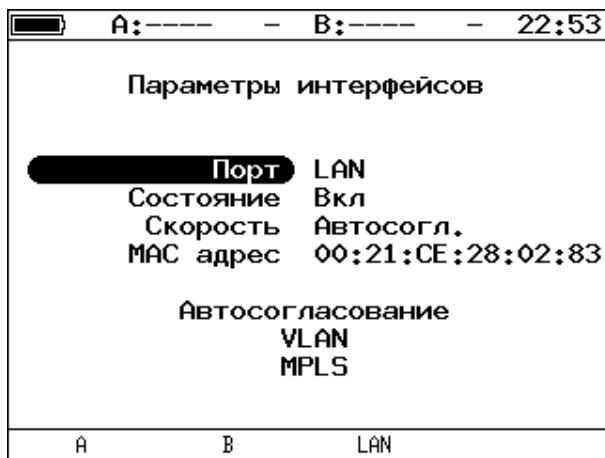 A:---- - B:---- - 22:53
Параметры интерфейсов
Порт LAN
Состояние Вкл
Скорость Автосогл.
MAC адрес 00:21:CE:28:02:83
Автосогласование
VLAN
MPLS
A B LAN